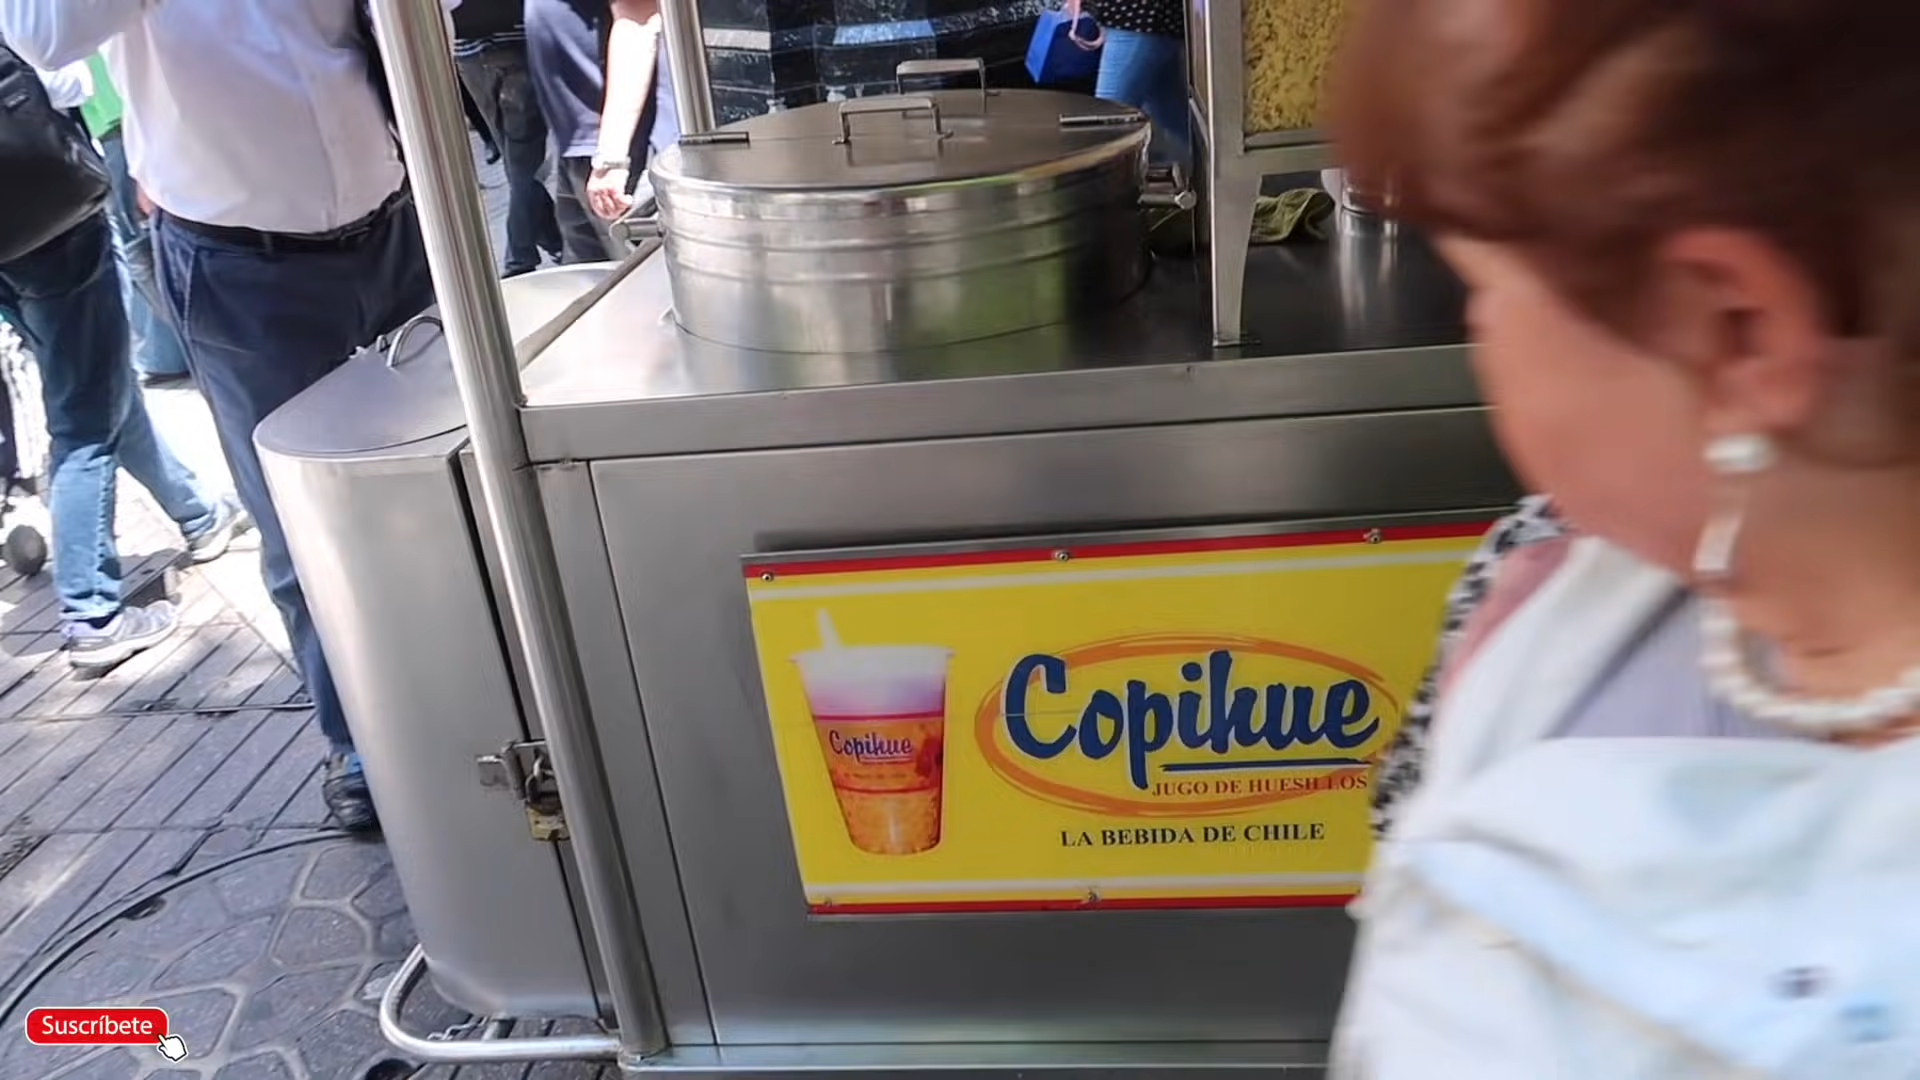 Copihue
Copihue
JUGO DE HUESILLOS
LA BEBIDA DE CHILE
Suscríbete